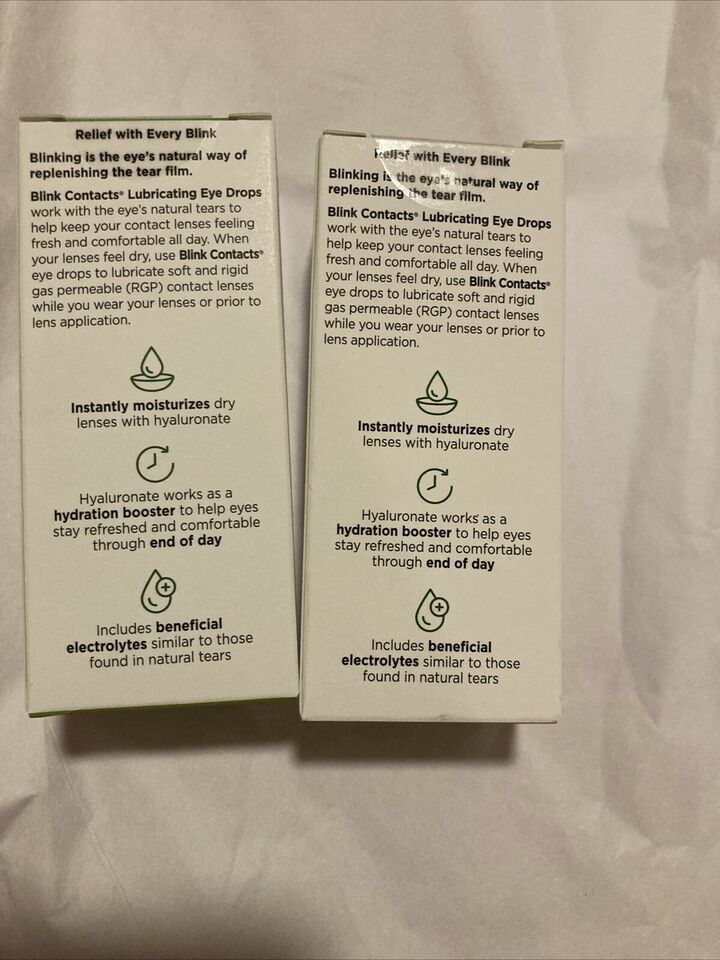 Relief with Every Blink
Blinking is the eye's natural way of
replenishing the tear film.
Blink Contacts® Lubricating Eye Drops
work with the eye's natural tears to
help keep your contact lenses feeling
fresh and comfortable all day. When
your lenses feel dry, use Blink Contacts®
eye drops to lubricate soft and rigid
gas permeable (RGP) contact lenses
while you wear your lenses or prior to
lens application.
Instantly moisturizes dry
lenses with hyaluronate
Hyaluronate works as a
hydration booster to help eyes
stay refreshed and comfortable
through end of day
Includes beneficial
electrolytes similar to those
found in natural tears
Relief with Every Blink
Blinking is the eye's natural way of
replenishing the tear film.
Blink Contacts® Lubricating Eye Drops
work with the eye's natural tears to
help keep your contact lenses feeling
fresh and comfortable all day. When
your lenses feel dry, use Blink Contacts®
eye drops to lubricate soft and rigid
gas permeable (RGP) contact lenses
while you wear your lenses or prior to
lens application.
Instantly moisturizes dry
lenses with hyaluronate
Hyaluronate works as a
hydration booster to help eyes
stay refreshed and comfortable
through end of day
Includes beneficial
electrolytes similar to those
found in natural tears